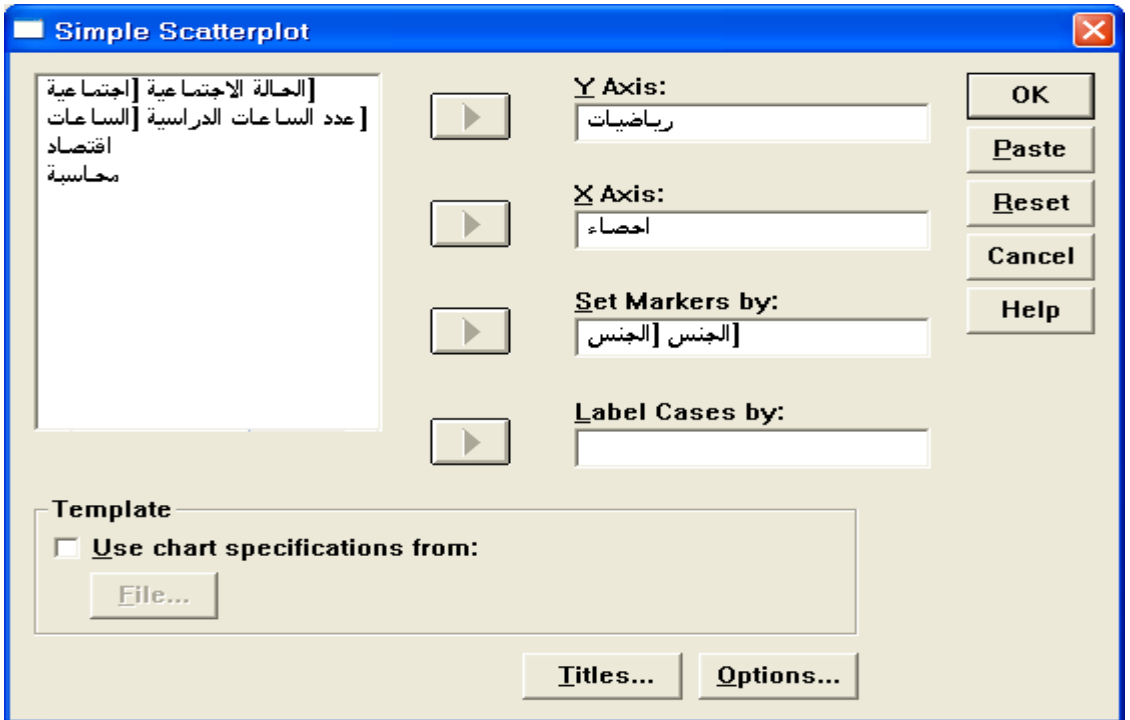 Simple Scatterplot
الحالة الاجتماعية [اجتماعية]
عدد الساعات الدراسية [الساعات]
اقتصاد
محاسبة
Y Axis:
رياضيات
X Axis:
احصاء
Set Markers by:
الجنس [الجنس]
Label Cases by:
OK
Paste
Reset
Cancel
Help
Template
Use chart specifications from:
File...
Titles...
Options...